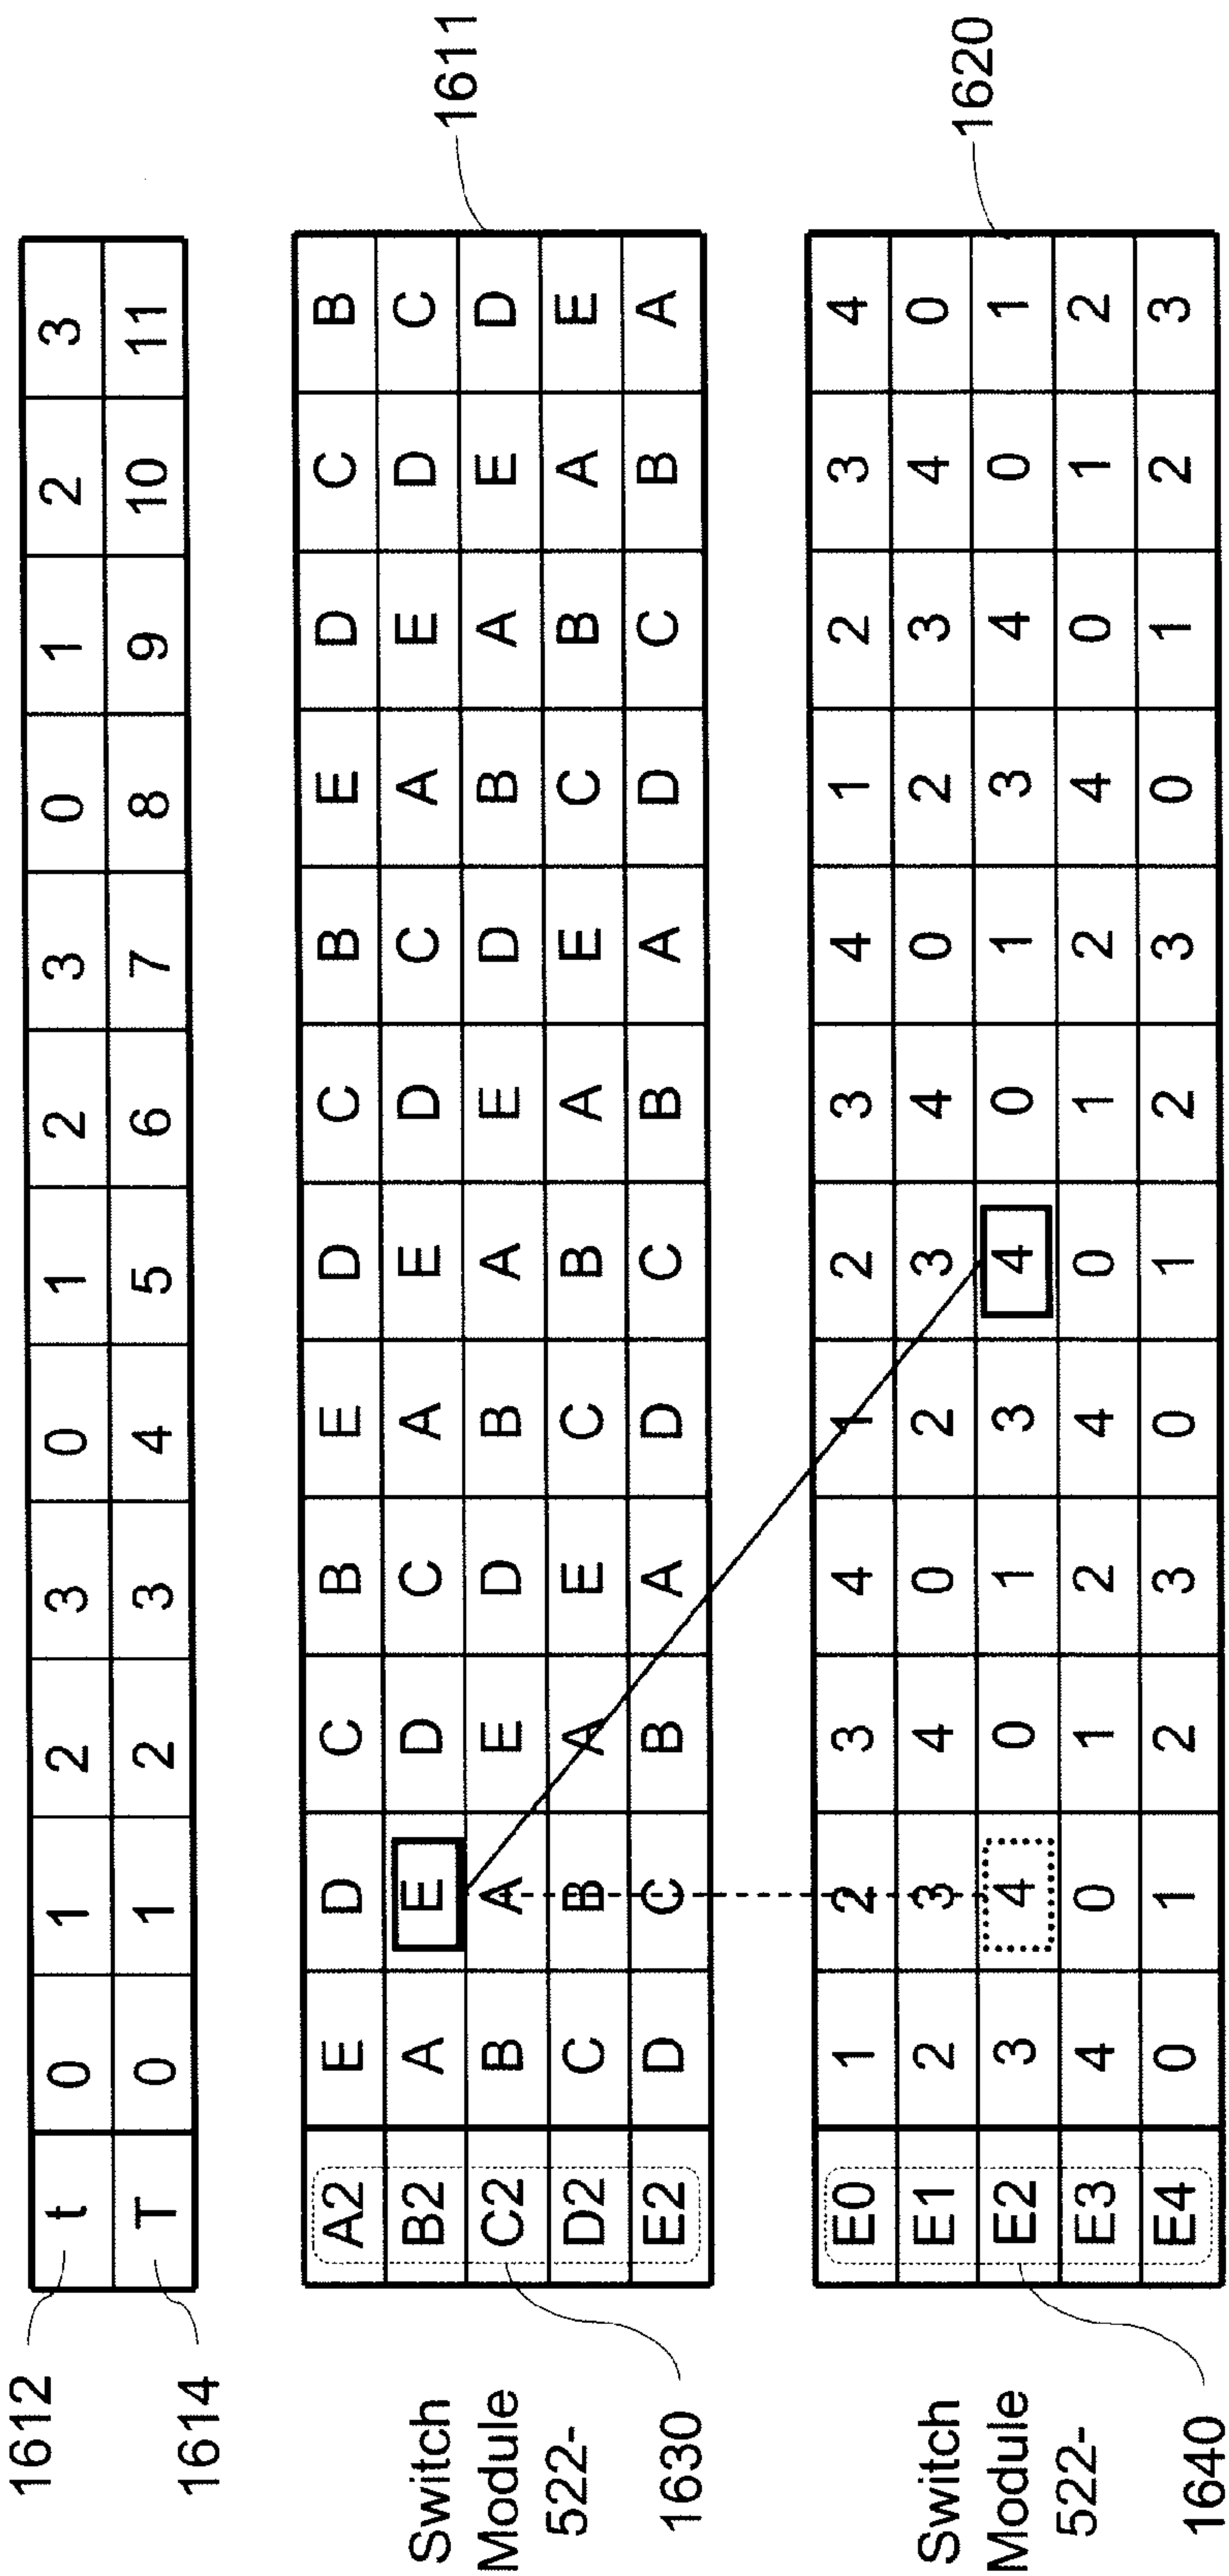 1612
t 0 1 2 3 0 1 2 3 0 1 2 3
T 0 1 2 3 4 5 6 7 8 9 10 11
1614
1611
A2 E D C B E D C B E D C B
B2 A E D C A E D C A E D C
C2 B A E D B A E D B A E D
D2 C B A E C B A E C B A E
E2 D C B A D C B A D C B A
Switch
Module
522-
1630
1620
E0 1 2 3 4 1 2 3 4 1 2 3 4
E1 2 3 4 0 2 3 4 0 2 3 4 0
E2 3 4 0 1 3 4 0 1 3 4 0 1
E3 4 0 1 2 4 0 1 2 4 0 1 2
E4 0 1 2 3 0 1 2 3 0 1 2 3
Switch
Module
522-
1640